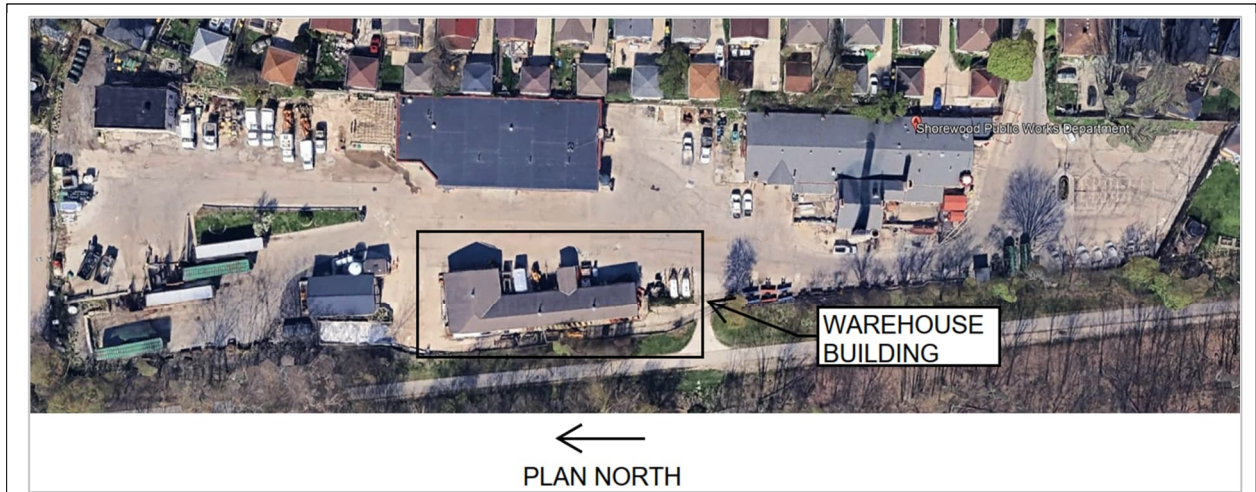 Shorewood Public Works Department
WAREHOUSE
BUILDING
PLAN NORTH